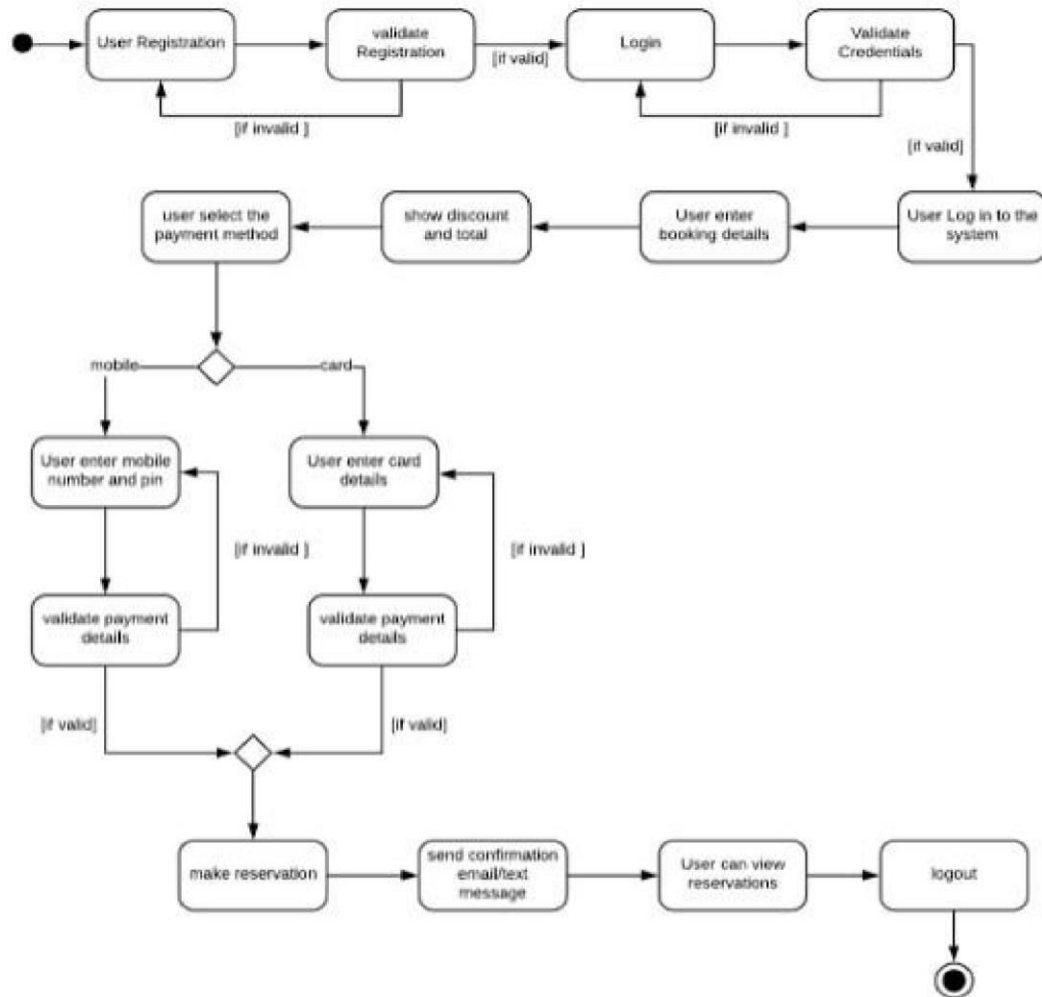 User Registration
validate
Registration
[if valid]
Login
Validate
Credentials
[if invalid ]
[if invalid ]
[if valid]
user select the
payment method
show discount
and total
User enter
booking details
User Log in to the
system
mobile
card
User enter mobile
number and pin
User enter card
details
[if invalid ]
[if invalid ]
validate payment
details
validate payment
details
[if valid]
[if valid]
make reservation
send confirmation
email/text
message
User can view
reservations
logout